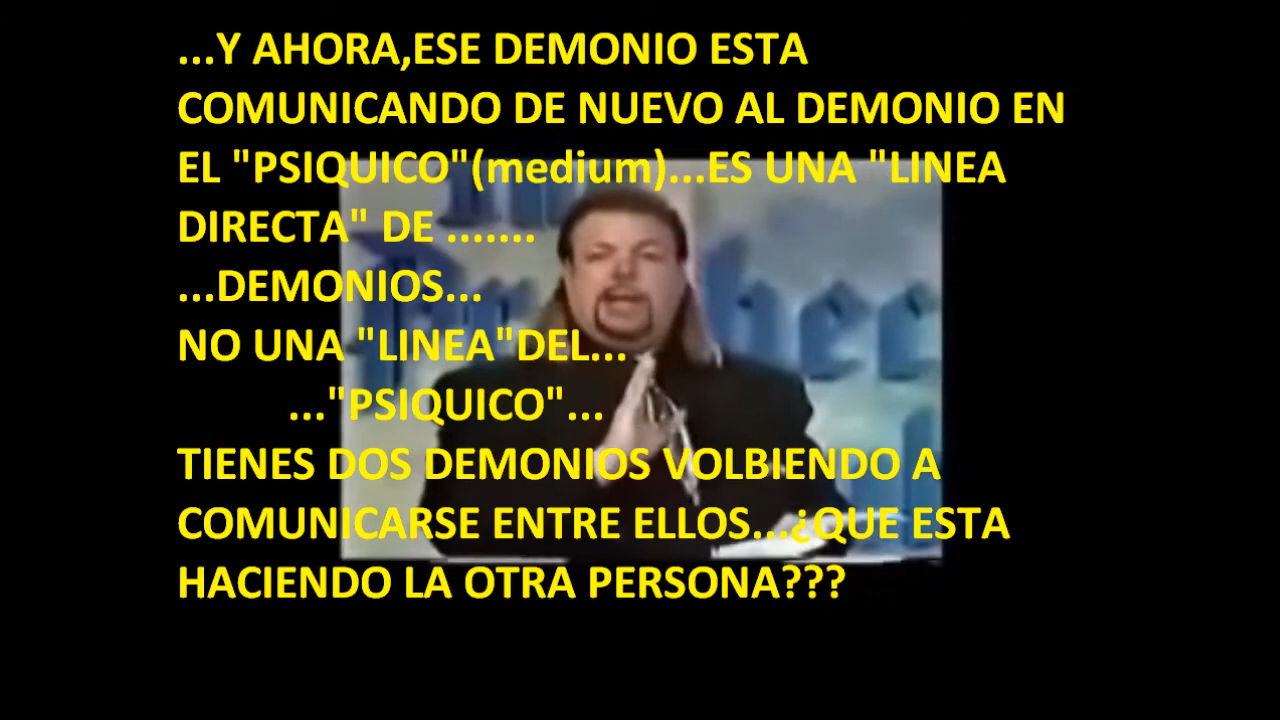 ...Y AHORA,ESE DEMONIO ESTA
COMUNICANDO DE NUEVO AL DEMONIO EN
EL "PSIQUICO"(medium)...ES UNA "LINEA
DIRECTA" DE .......
...DEMONIOS...
NO UNA "LINEA"DEL...
..."PSIQUICO"...
TIENES DOS DEMONIOS VOLBIENDO A
COMUNICARSE ENTRE ELLOS...¿QUE ESTA
HACIENDO LA OTRA PERSONA???